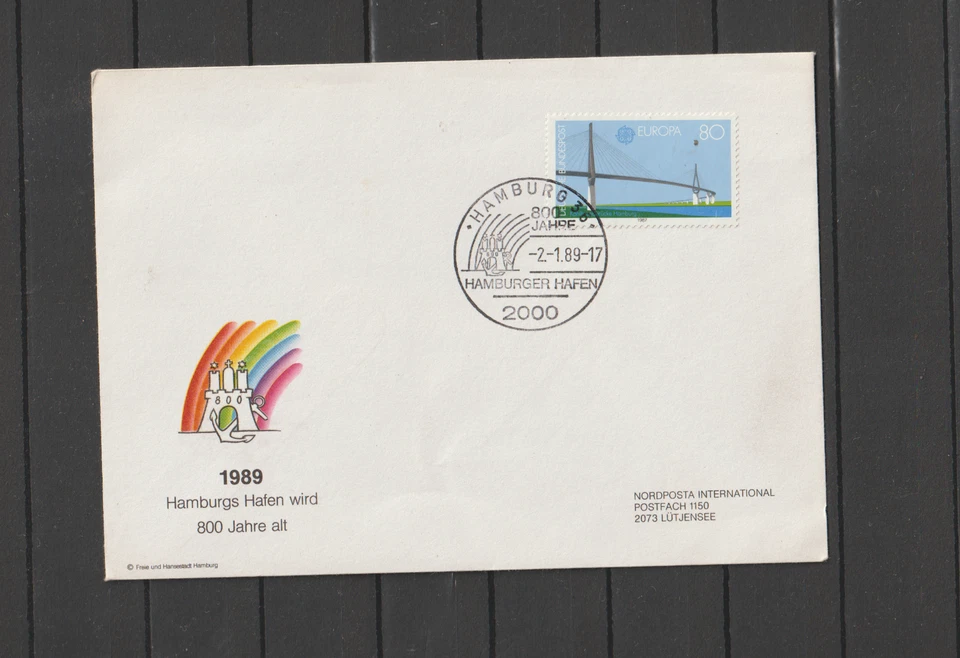 EUROPA 80
BUNDESPOST
1987
HAMBURG 36
800
JAHRE
-2.-1.89-17
HAMBURGER HAFEN
2000
800
1989
Hamburgs Hafen wird
800 Jahre alt
© Freie und Hansestadt Hamburg
NORDPOSTA INTERNATIONAL
POSTFACH 1150
2073 LÜTJENSEE